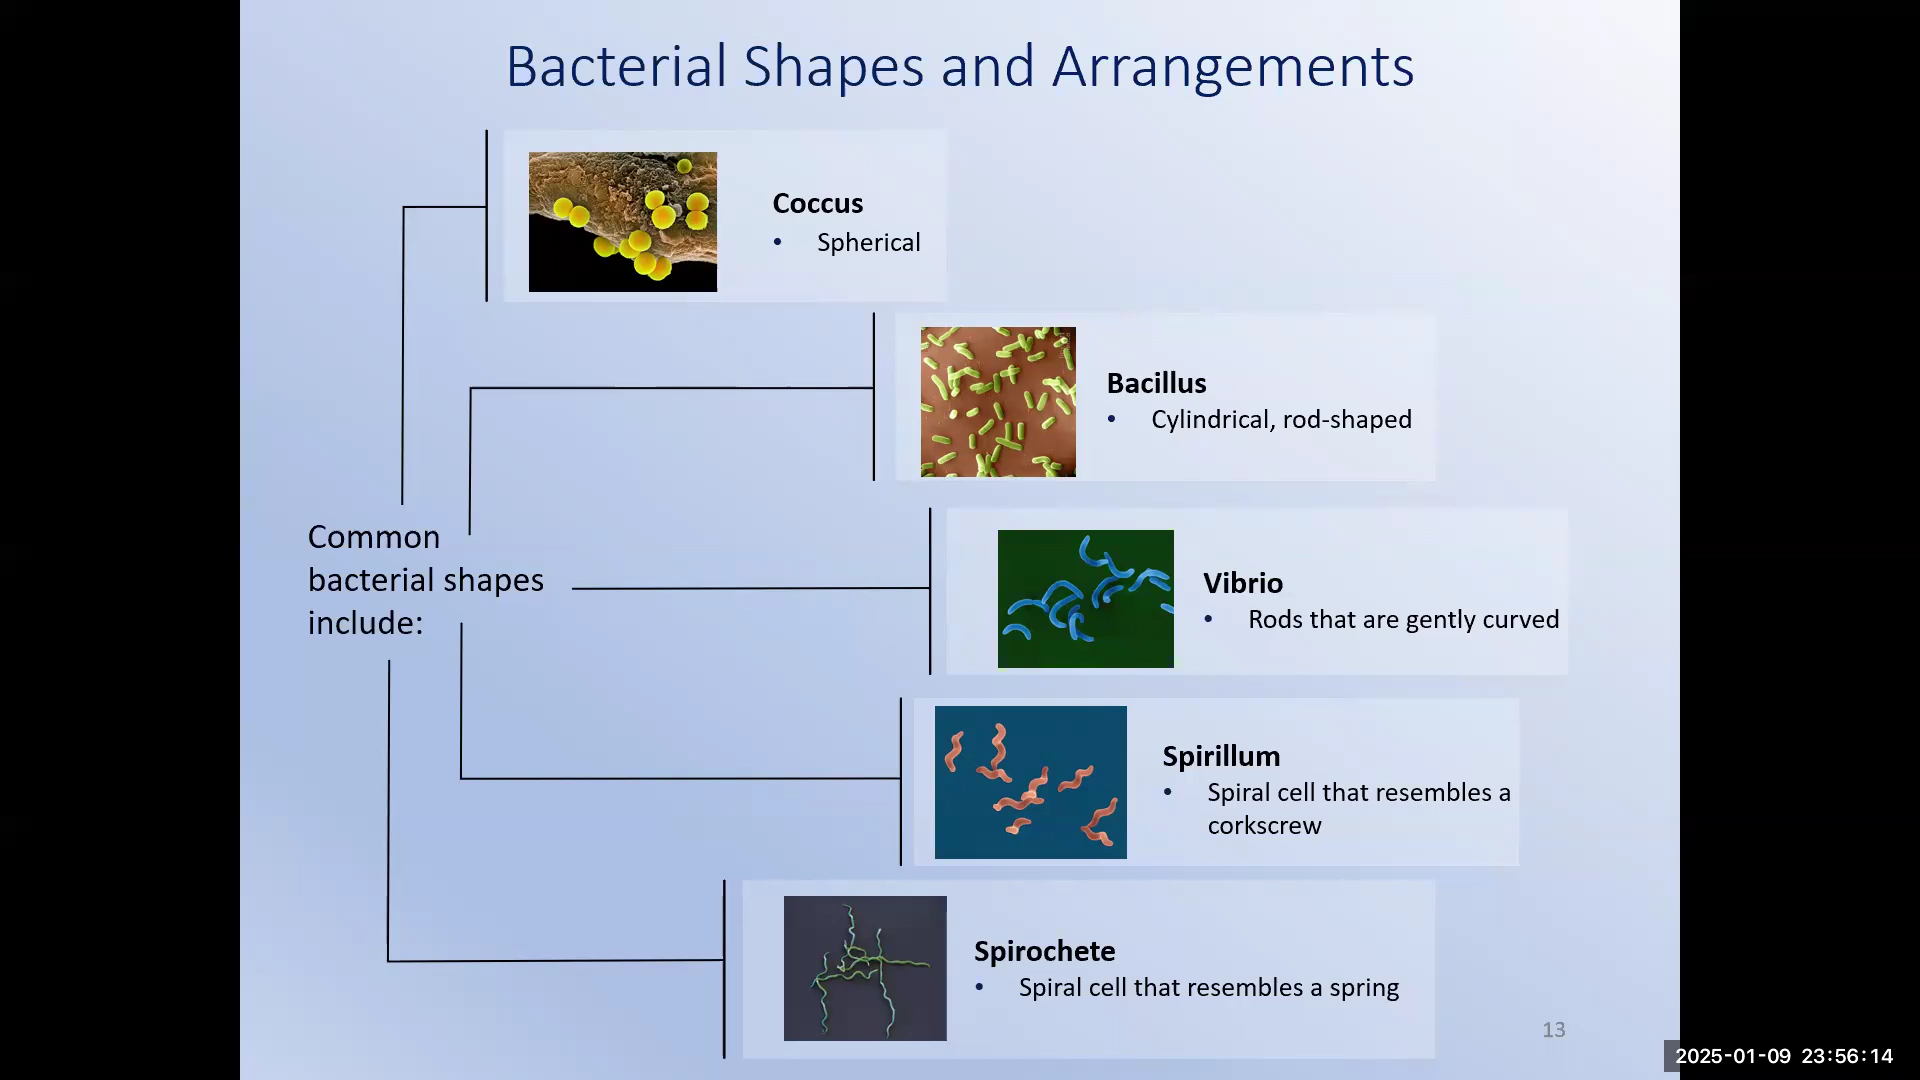 Bacterial Shapes and Arrangements
Coccus
• Spherical
Bacillus
• Cylindrical, rod-shaped
Common
bacterial shapes
include:
Vibrio
• Rods that are gently curved
Spirillum
• Spiral cell that resembles a
corkscrew
Spirochete
• Spiral cell that resembles a spring
13
2025-01-09 23:56:14